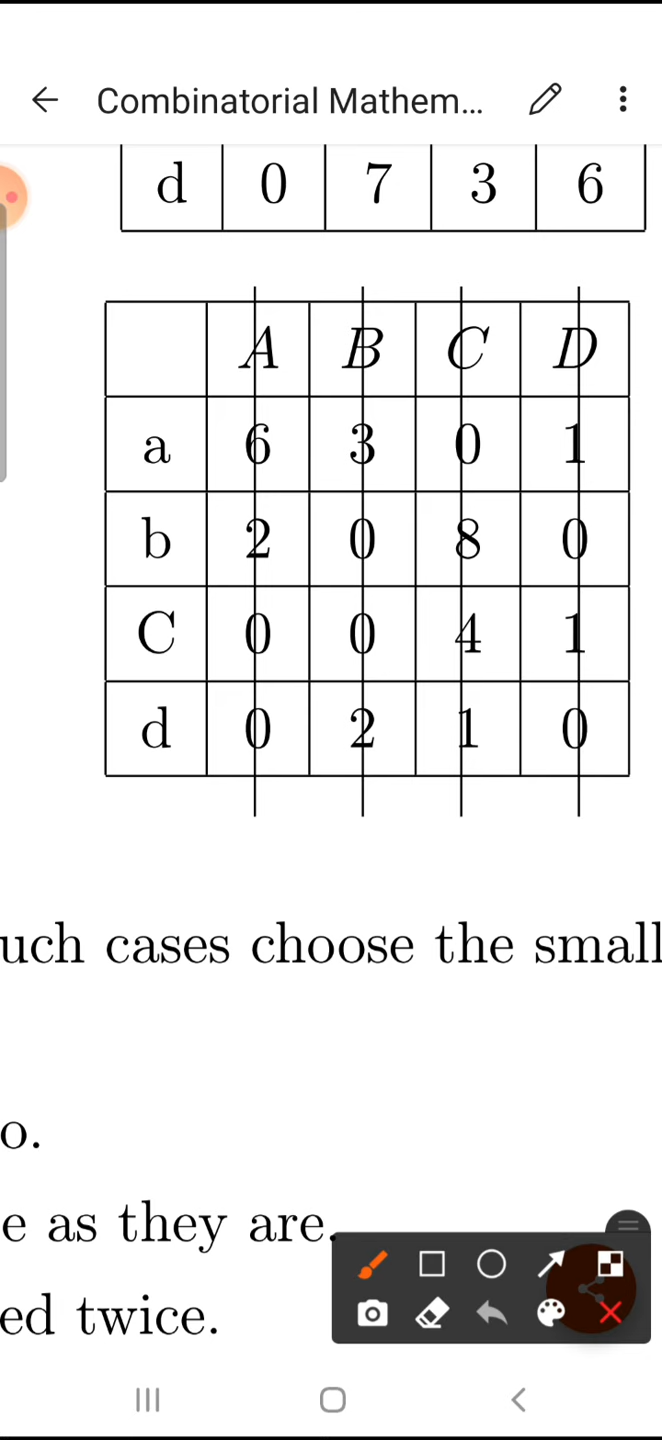 Combinatorial Mathem...
d 0 7 3 6
A B C D
a 6 3 0 1
b 2 0 8 0
C 0 0 4 1
d 0 2 1 0
uch cases choose the small
o.
e as they are.
ed twice.